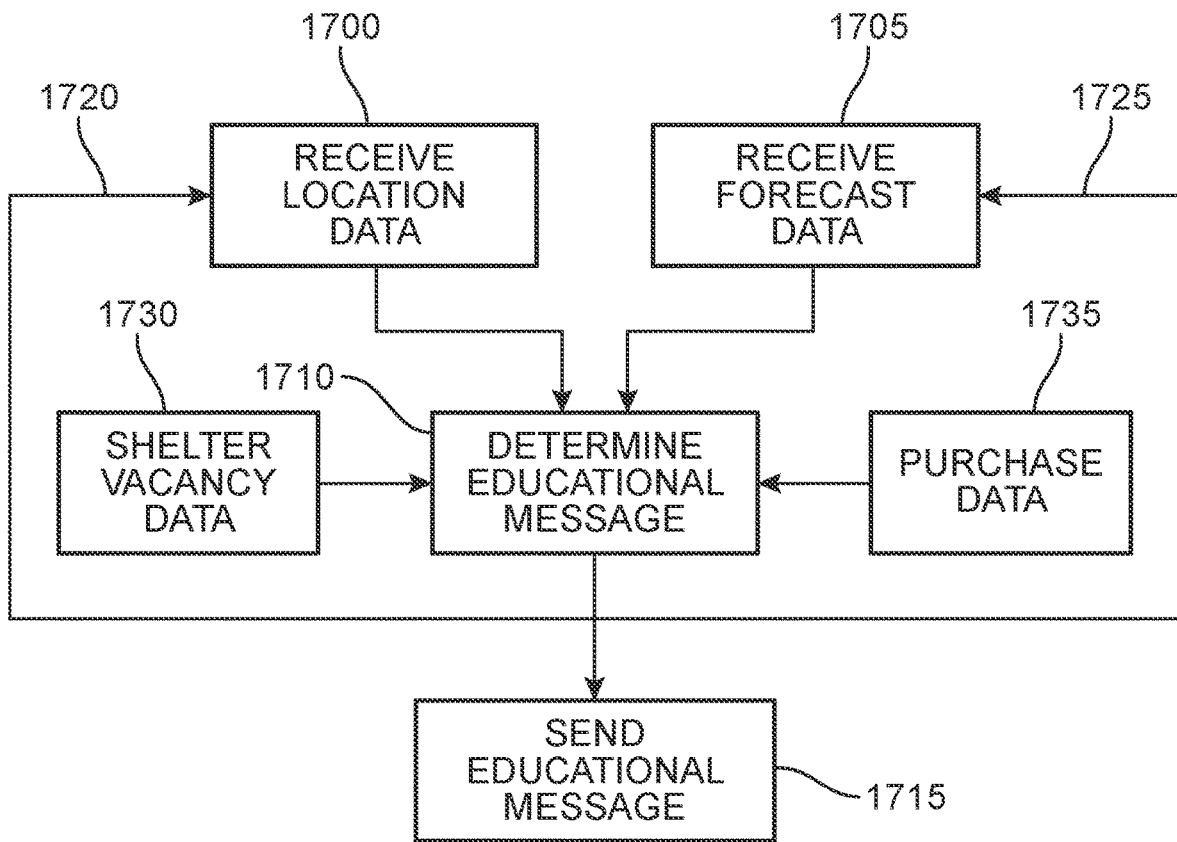 1700
1705
1720
1725
RECEIVE
LOCATION
DATA
RECEIVE
FORECAST
DATA
1730
1735
1710
SHELTER
VACANCY
DATA
DETERMINE
EDUCATIONAL
MESSAGE
PURCHASE
DATA
SEND
EDUCATIONAL
MESSAGE
1715